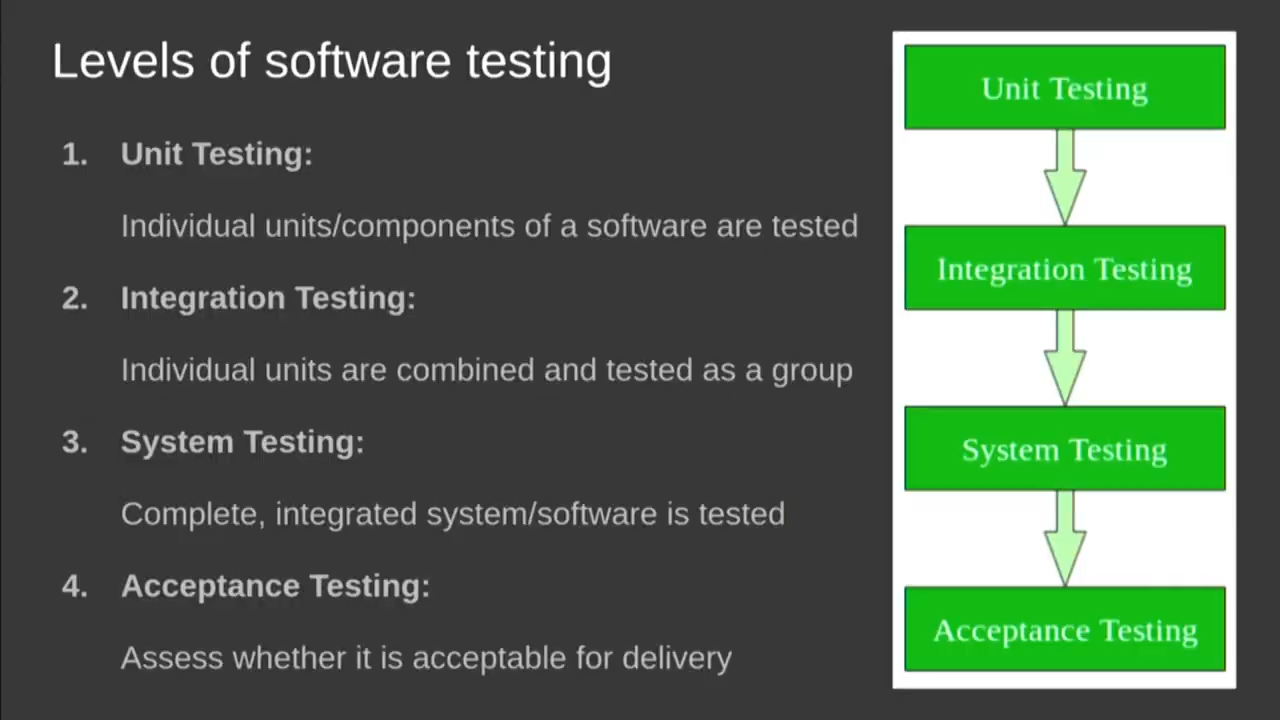 Levels of software testing
1. Unit Testing:
Individual units/components of a software are tested
2. Integration Testing:
Individual units are combined and tested as a group
3. System Testing:
Complete, integrated system/software is tested
4. Acceptance Testing:
Assess whether it is acceptable for delivery
Unit Testing
Integration Testing
System Testing
Acceptance Testing